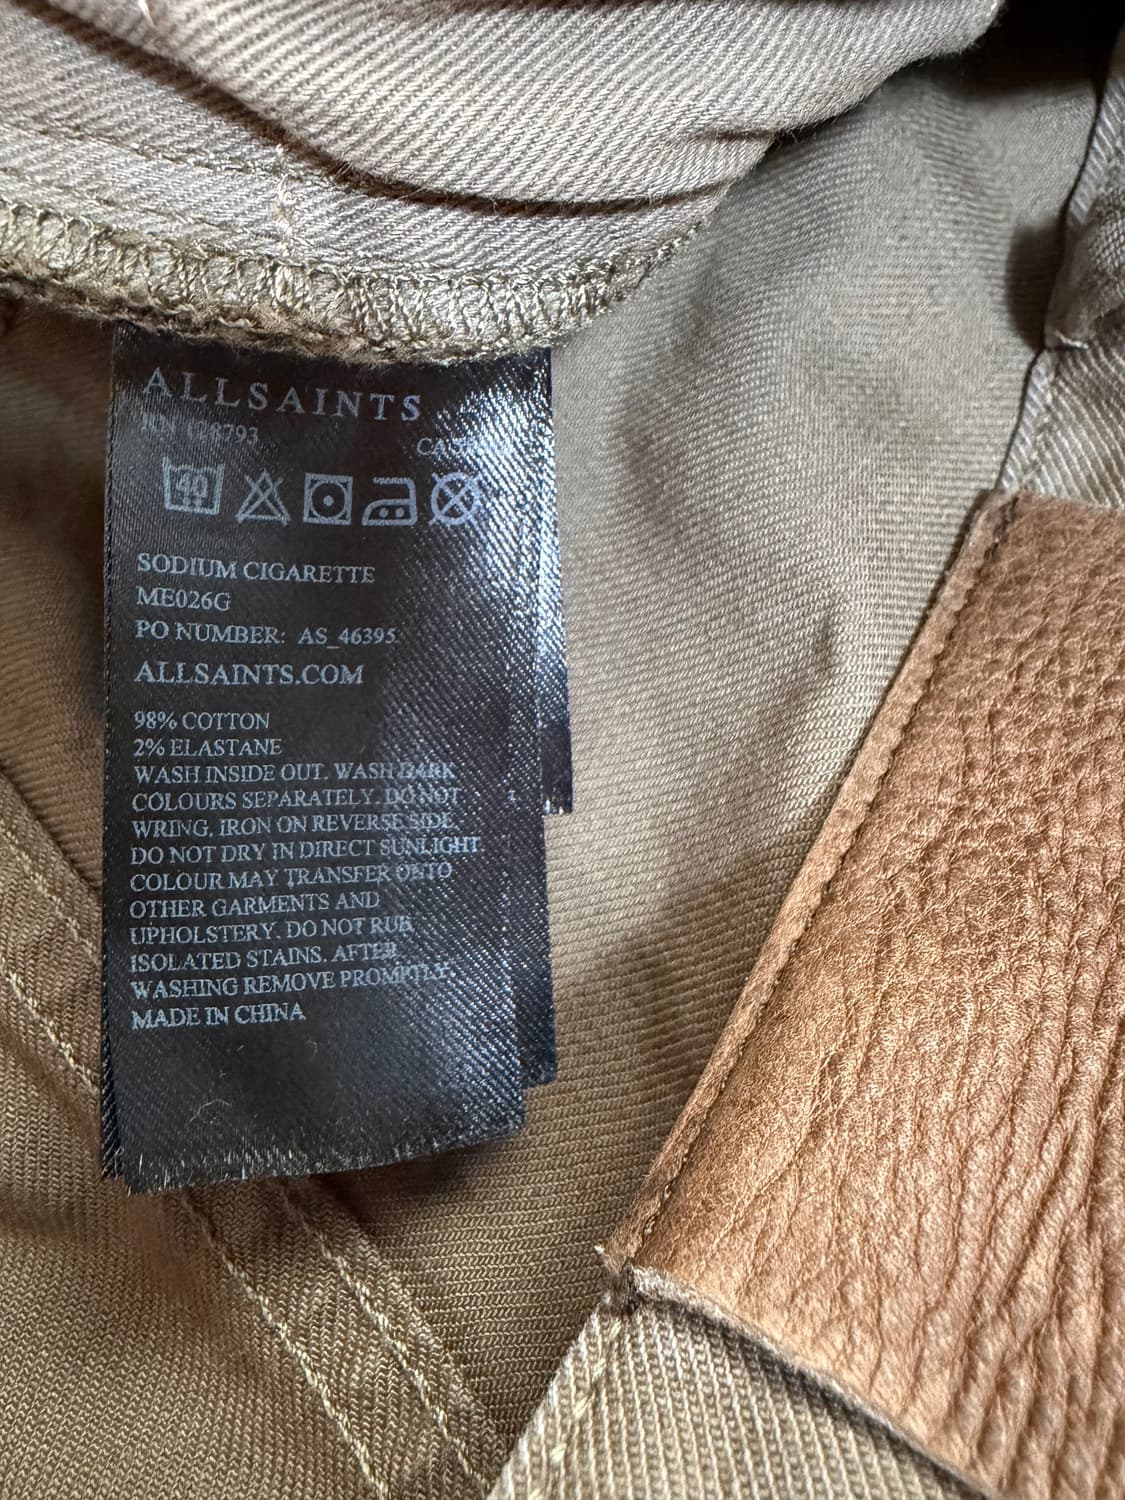 ALLSAINTS
RN
40
SODIUM CIGARETTE
ME026G
PO NUMBER: AS_46395
ALLSAINTS.COM
98% COTTON
2% ELASTANE
WASH INSIDE OUT. WASH DARK
COLOURS SEPARATELY. DO NOT
WRING. IRON ON REVERSE SIDE
DO NOT DRY IN DIRECT SUNLIGHT
COLOUR MAY TRANSFER ONTO
OTHER GARMENTS AND
UPHOLSTERY. DO NOT RUB
ISOLATED STAINS. AFTER
WASHING REMOVE PROMPTLY.
MADE IN CHINA